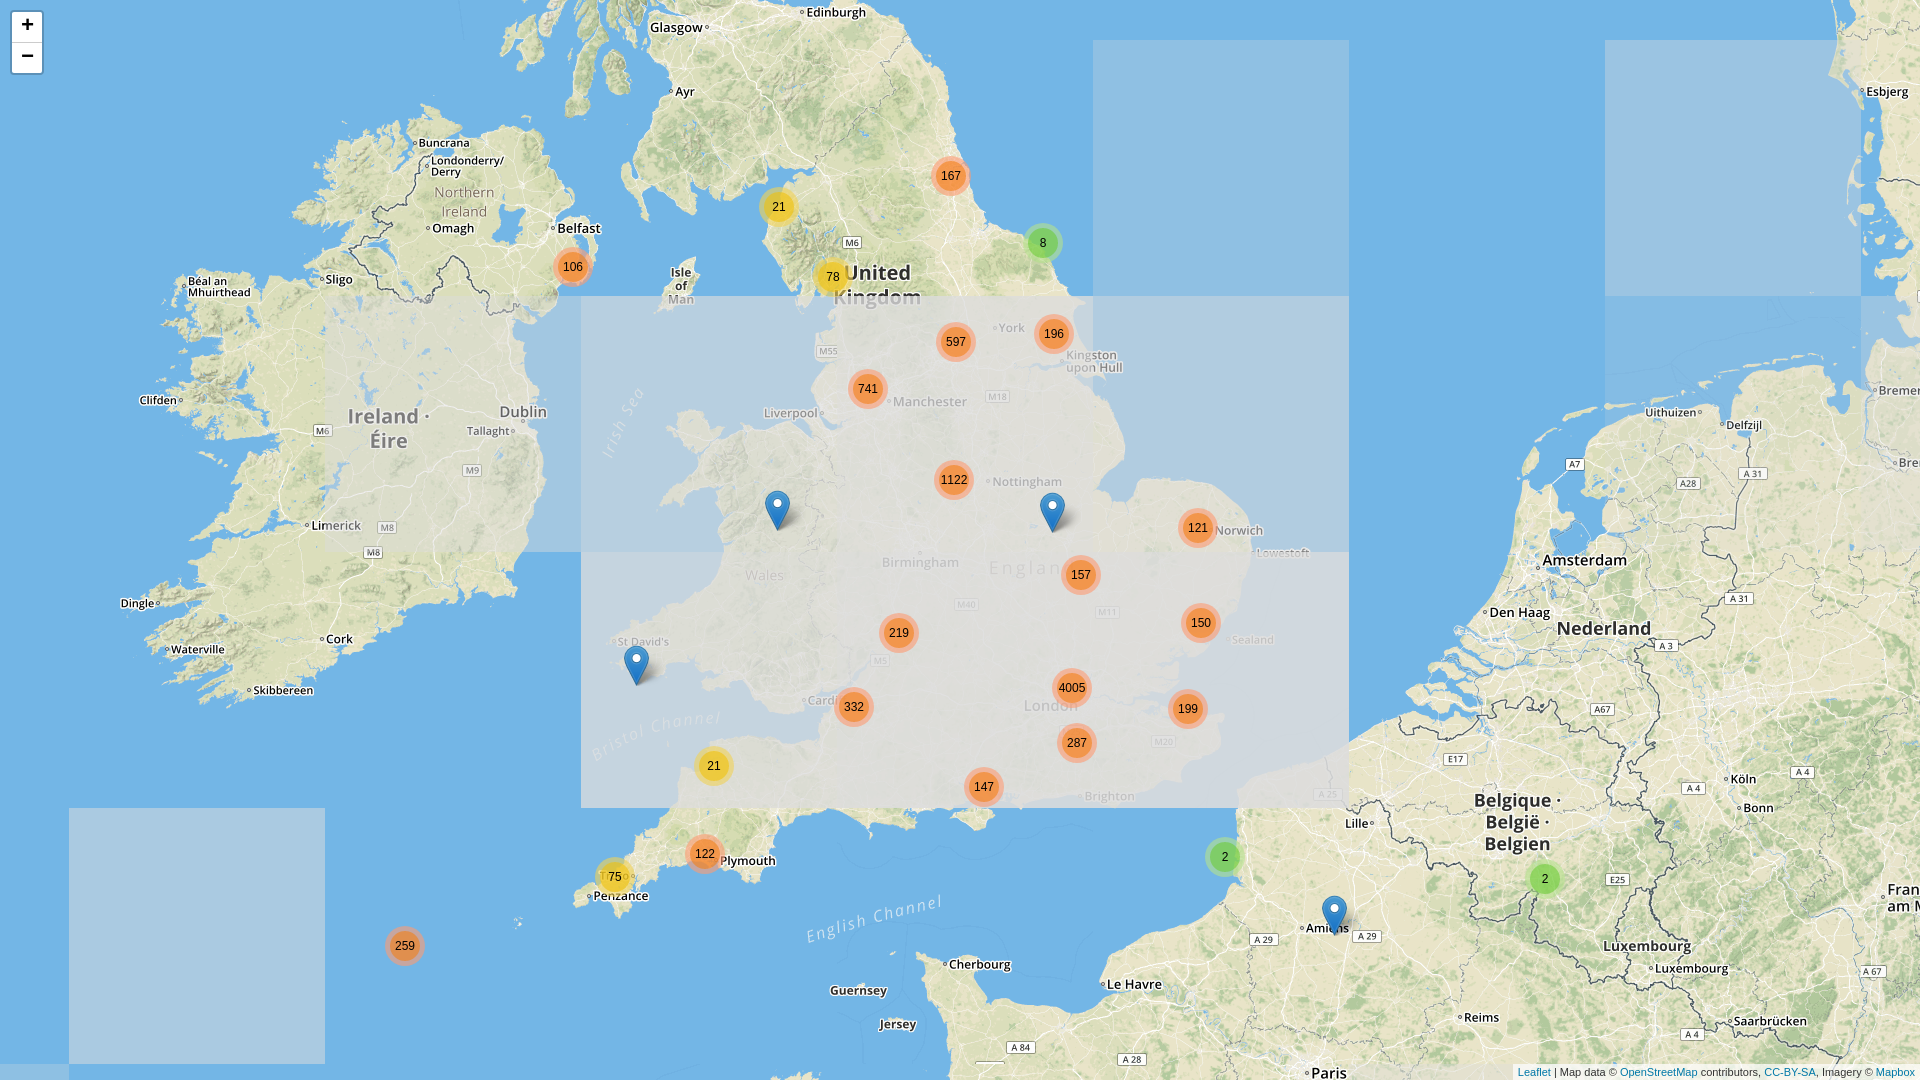 +
−
Edinburgh
Glasgow
Ayr
Esbjerg
Buncrana
Londonderry/
Derry
Northern
Ireland
Omagh
Belfast
167
21
8
M6
106
78
United
Kingdom
Isle
of
Man
Sligo
Béal an
Mhuirthead
York
196
597
M55
Kingston
upon Hull
741
Manchester
M18
Liverpool
Irish Sea
Clifden
Ireland ·
Éire
Dublin
Tallaght
M6
M9
Uithuizen
Delfzijl
A7
A 31
A28
1122
Nottingham
121
Norwich
Lowestoft
Limerick
M8
M8
Birmingham
Wales
157
M40
M11
Amsterdam
Den Haag
A 31
Nederland
A 3
Dingle
Cork
Waterville
Skibbereen
219
150
Sealand
St David's
M5
4005
London
199
332
287
M20
Bristol Channel
A67
E17
21
147
Brighton
A 25
Köln
A 4
A 4
Bonn
Belgique ·
België ·
Belgien
Lille
122
Plymouth
75
Penzance
2
2
E25
259
English Channel
Amiens
A 29
A 29
Luxembourg
Luxembourg
A 67
Cherbourg
Guernsey
Jersey
Le Havre
Reims
Saarbrücken
A 4
A 84
A 28
Paris
Leaflet | Map data © OpenStreetMap contributors, CC-BY-SA, Imagery © Mapbox